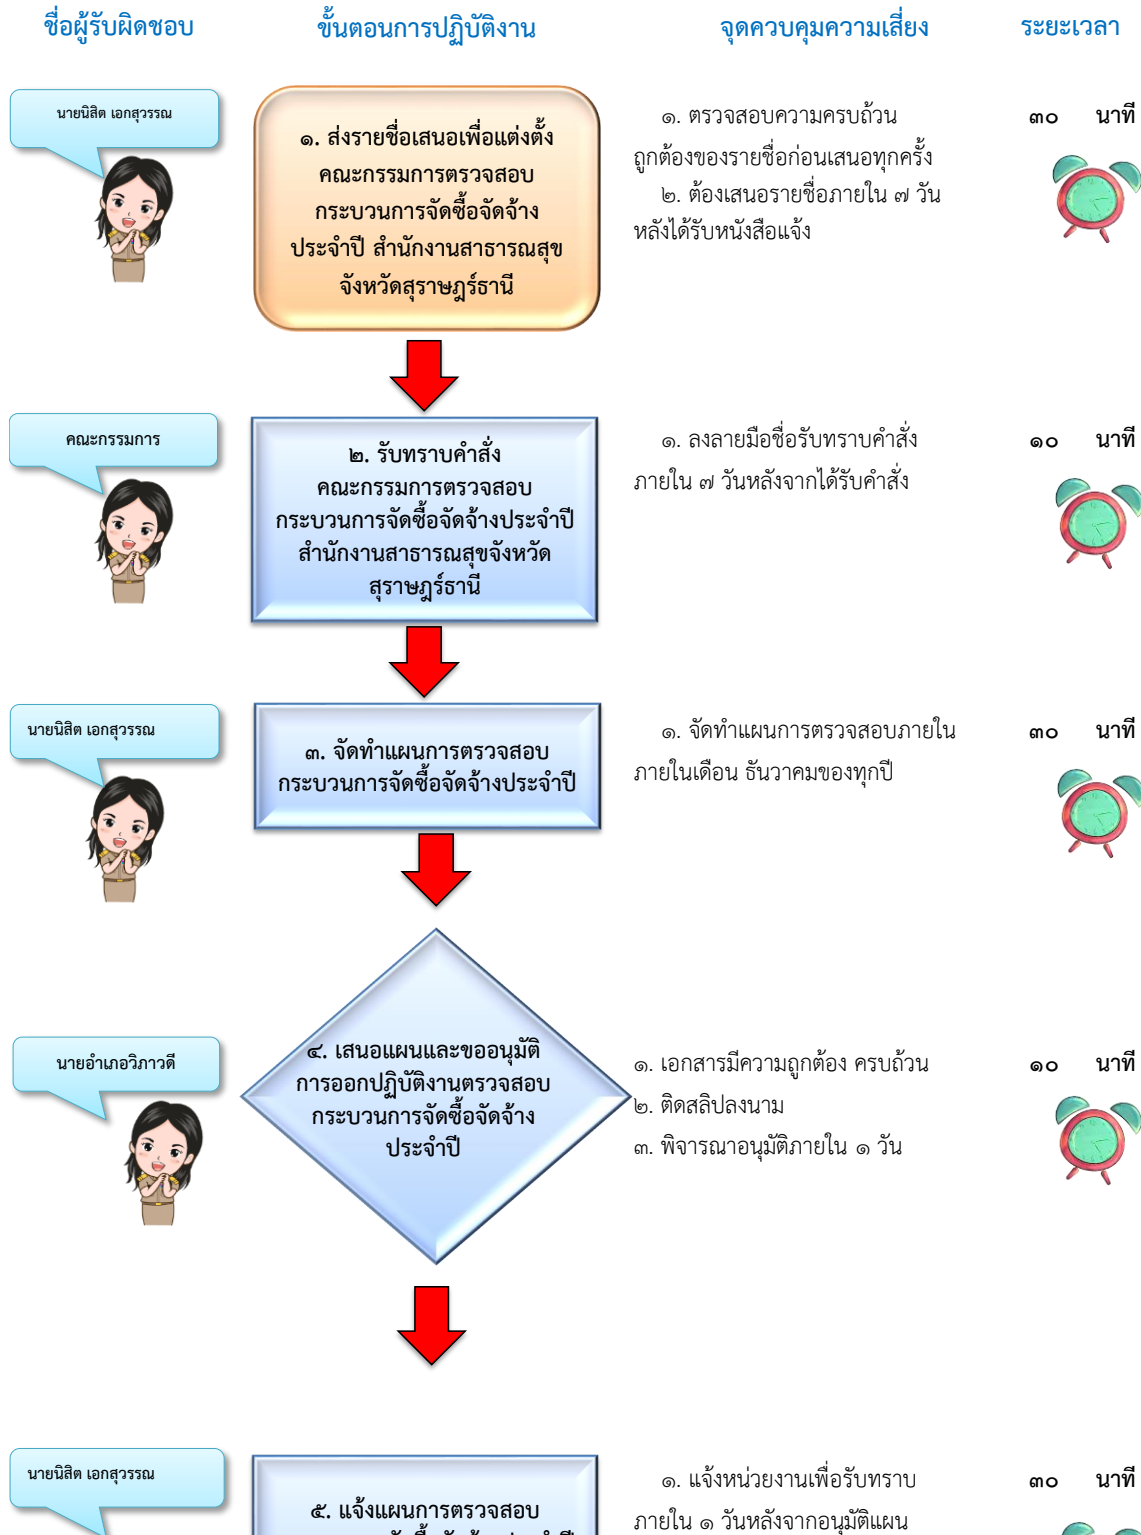 ชื่อผู้รับผิดชอบ ขั้นตอนการปฏิบัติงาน จุดควบคุมความเสี่ยง ระยะเวลา
นายนิสิต เอกสุวรรณ
๑. ส่งรายชื่อเสนอเพื่อแต่งตั้ง
คณะกรรมการตรวจสอบ
กระบวนการจัดซื้อจัดจ้าง
ประจำปี สำนักงานสาธารณสุข
จังหวัดสุราษฎร์ธานี
๑. ตรวจสอบความครบถ้วน
ถูกต้องของรายชื่อก่อนเสนอทุกครั้ง
๒. ต้องเสนอรายชื่อภายใน ๗ วัน
หลังได้รับหนังสือแจ้ง
๓๐ นาที
คณะกรรมการ
๒. รับทราบคำสั่ง
คณะกรรมการตรวจสอบ
กระบวนการจัดซื้อจัดจ้างประจำปี
สำนักงานสาธารณสุขจังหวัด
สุราษฎร์ธานี
๑. ลงลายมือชื่อรับทราบคำสั่ง
ภายใน ๗ วันหลังจากได้รับคำสั่ง
๑๐ นาที
นายนิสิต เอกสุวรรณ
๓. จัดทำแผนการตรวจสอบ
กระบวนการจัดซื้อจัดจ้างประจำปี
๑. จัดทำแผนการตรวจสอบภายใน
ภายในเดือน ธันวาคมของทุกปี
๓๐ นาที
นายอำเภอวิภาวดี
๔. เสนอแผนและขออนุมัติ
การออกปฏิบัติงานตรวจสอบ
กระบวนการจัดซื้อจัดจ้าง
ประจำปี
๑. เอกสารมีความถูกต้อง ครบถ้วน
๒. ติดสลิปลงนาม
๓. พิจารณาอนุมัติภายใน ๑ วัน
๑๐ นาที
นายนิสิต เอกสุวรรณ
๕. แจ้งแผนการตรวจสอบ
๑. แจ้งหน่วยงานเพื่อรับทราบ
ภายใน ๑ วันหลังจากอนุมัติแผน
๓๐ นาที